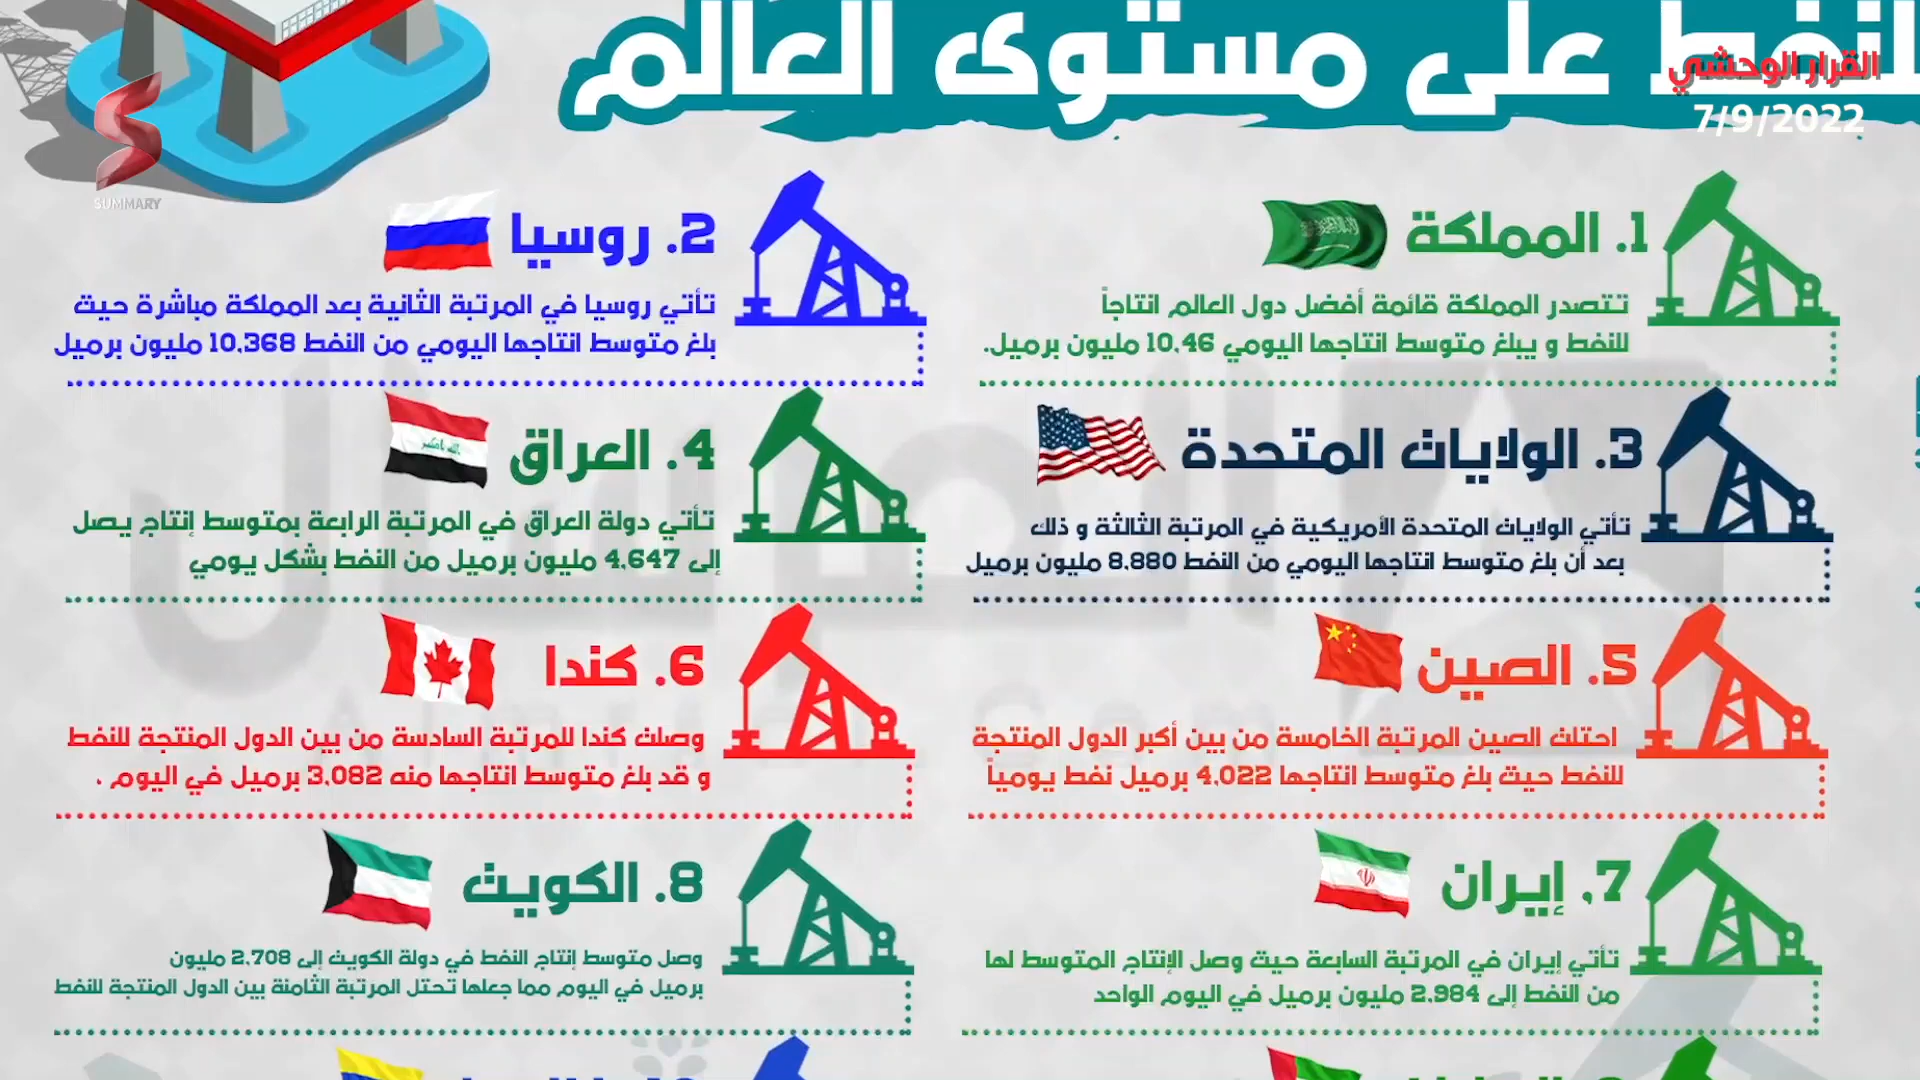 للنفط على مستوى العالم
القرار الوحشي
7/9/2022
SUMMARY
1. المملكة
تتصدر المملكة قائمة أفضل دول العالم انتاجاً
للنفط و يبلغ متوسط انتاجها اليومي 10,46 مليون برميل.
2. روسيا
تأتي روسيا في المرتبة الثانية بعد المملكة مباشرة حيث
بلغ متوسط انتاجها اليومي من النفط 10,368 مليون برميل
3. الولايات المتحدة
تأتي الولايات المتحدة الأمريكية في المرتبة الثالثة و ذلك
بعد أن بلغ متوسط انتاجها اليومي من النفط 8,880 مليون برميل
4. العراق
تأتي دولة العراق في المرتبة الرابعة بمتوسط إنتاج يصل
إلى 4,647 مليون برميل من النفط بشكل يومي
5. الصين
احتلت الصين المرتبة الخامسة من بين أكبر الدول المنتجة
للنفط حيث بلغ متوسط انتاجها 4,022 برميل نفط يومياً
6. كندا
وصلت كندا للمرتبة السادسة من بين الدول المنتجة للنفط
و قد بلغ متوسط انتاجها منه 3,082 برميل في اليوم .
7. إيران
تأتي إيران في المرتبة السابعة حيث وصل الإنتاج المتوسط لها
من النفط إلى 2,984 مليون برميل في اليوم الواحد
8. الكويت
وصل متوسط إنتاج النفط في دولة الكويت إلى 2,708 مليون
برميل في اليوم مما جعلها تحتل المرتبة الثامنة بين الدول المنتجة للنفط